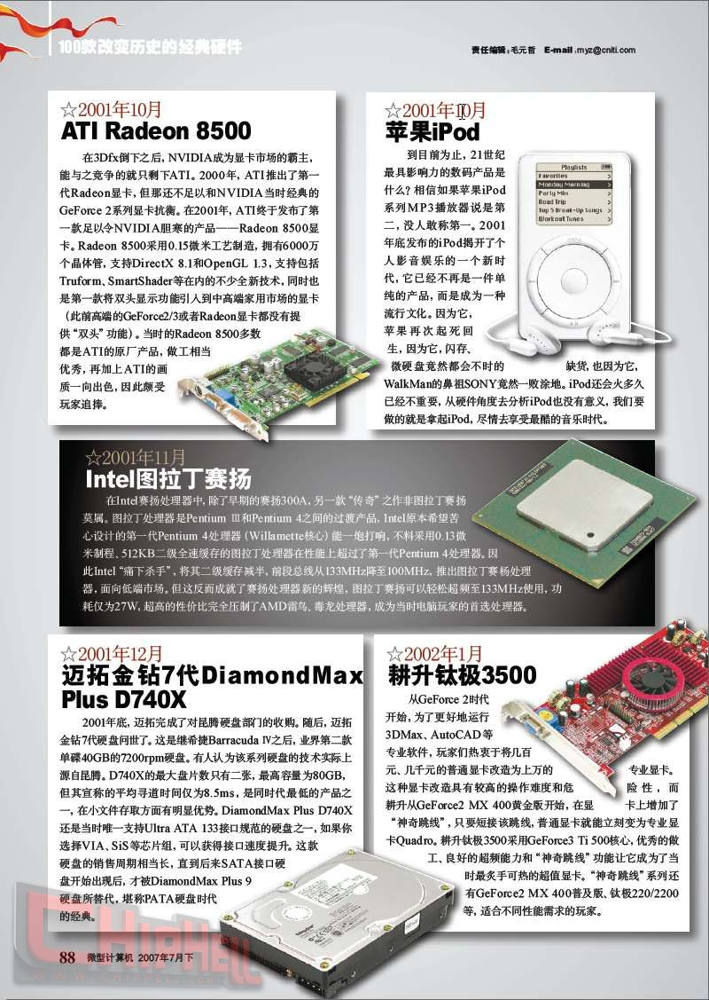 100款改变历史的经典硬件
责任编辑:毛元哲 E-mail:myz@cniti.com
☆2001年10月
ATI Radeon 8500
在3Dfx倒下之后,NVIDIA成为显卡市场的霸主,
能与之竞争的就只剩下ATI。2000年,ATI推出了第一
代Radeon显卡,但那还不足以和NVIDIA当时经典的
GeForce 2系列显卡抗衡。在2001年,ATI终于发布了第
一款足以令NVIDIA胆寒的产品——Radeon 8500显
卡。Radeon 8500采用0.15微米工艺制造,拥有6000万
个晶体管,支持DirectX 8.1和OpenGL 1.3,支持包括
Truform、SmartShader等在内的不少全新技术,同时也
是第一款将双头显示功能引入到中高端家用市场的显卡
(此前高端的GeForce2/3或者Radeon显卡都没有提
供“双头”功能)。当时的Radeon 8500多数
都是ATI的原厂产品,做工相当
优秀,再加上ATI的画
质一向出色,因此颇受
玩家追捧。
☆2001年10月
苹果iPod
到目前为止,21世纪
最具影响力的数码产品是
什么?相信如果苹果iPod
系列MP3播放器说是第
二,没人敢称第一。2001
年底发布的iPod揭开了个
人影音娱乐的一个新时
代,它已经不再是一件单
纯的产品,而是成为一种
流行文化。因为它,
苹果再次起死回
生,因为它,闪存、
微硬盘竟然都会不时的缺货,也因为它,
WalkMan的鼻祖SONY竟然一败涂地。iPod还会火多久
已经不重要,从硬件角度去分析iPod也没有意义,我们要
做的就是拿起iPod,尽情去享受最酷的音乐时代。
Playlists
Favorites >
Monday Morning >
Party Mix >
Road Trip >
Top 5 Break-Up Songs >
Workout Tunes >
☆2001年11月
Intel图拉丁赛扬
在Intel赛扬处理器中,除了早期的赛扬300A,另一款“传奇”之作非图拉丁赛扬
莫属。图拉丁处理器是Pentium Ⅲ和Pentium 4之间的过渡产品,Intel原本希望苦
心设计的第一代Pentium 4处理器(Willamette核心)能一炮打响,不料采用0.13微
米制程、512KB二级全速缓存的图拉丁处理器在性能上超过了第一代Pentium 4处理器。因
此Intel“痛下杀手”,将其二级缓存减半,前段总线从133MHz降至100MHz,推出图拉丁赛杨处理
器,面向低端市场。但这反而成就了赛扬处理器新的辉煌,图拉丁赛扬可以轻松超频至133MHz使用,功
耗仅为27W,超高的性价比完全压制了AMD雷鸟、毒龙处理器,成为当时电脑玩家的首选处理器。
☆2001年12月
迈拓金钻7代DiamondMax
Plus D740X
2001年底,迈拓完成了对昆腾硬盘部门的收购。随后,迈拓
金钻7代硬盘问世了。这是继希捷Barracuda Ⅳ之后,业界第二款
单碟40GB的7200rpm硬盘。有人认为该系列硬盘的技术实际上
源自昆腾。D740X的最大盘片数只有二张,最高容量为80GB,
但其宣称的平均寻道时间仅为8.5ms,是同时代最低的产品之
一,在小文件存取方面有明显优势。DiamondMax Plus D740X
还是当时唯一支持Ultra ATA 133接口规范的硬盘之一,如果你
选择VIA、SiS等芯片组,可以获得接口速度提升。这款
硬盘的销售周期相当长,直到后来SATA接口硬
盘开始出现后,才被DiamondMax Plus 9
硬盘所替代,堪称PATA硬盘时代
的经典。
☆2002年1月
耕升钛极3500
从GeForce 2时代
开始,为了更好地运行
3DMax、AutoCAD等
专业软件,玩家们热衷于将几百
元、几千元的普通显卡改造为上万的专业显卡。
这种显卡改造具有较高的操作难度和危险性,而
耕升从GeForce2 MX 400黄金版开始,在显卡上增加了
“神奇跳线”,只要短接该跳线,普通显卡就能立刻变为专业显
卡Quadro。耕升钛极3500采用GeForce3 Ti 500核心,优秀的做
工、良好的超频能力和“神奇跳线”功能让它成为了当
时最炙手可热的超值显卡。“神奇跳线”系列还
有GeForce2 MX 400普及版、钛极220/2200
等,适合不同性能需求的玩家。
Maxtor
CHIPHELL
WWW.CHIPHELL.COM
88 微型计算机 2007年7月下